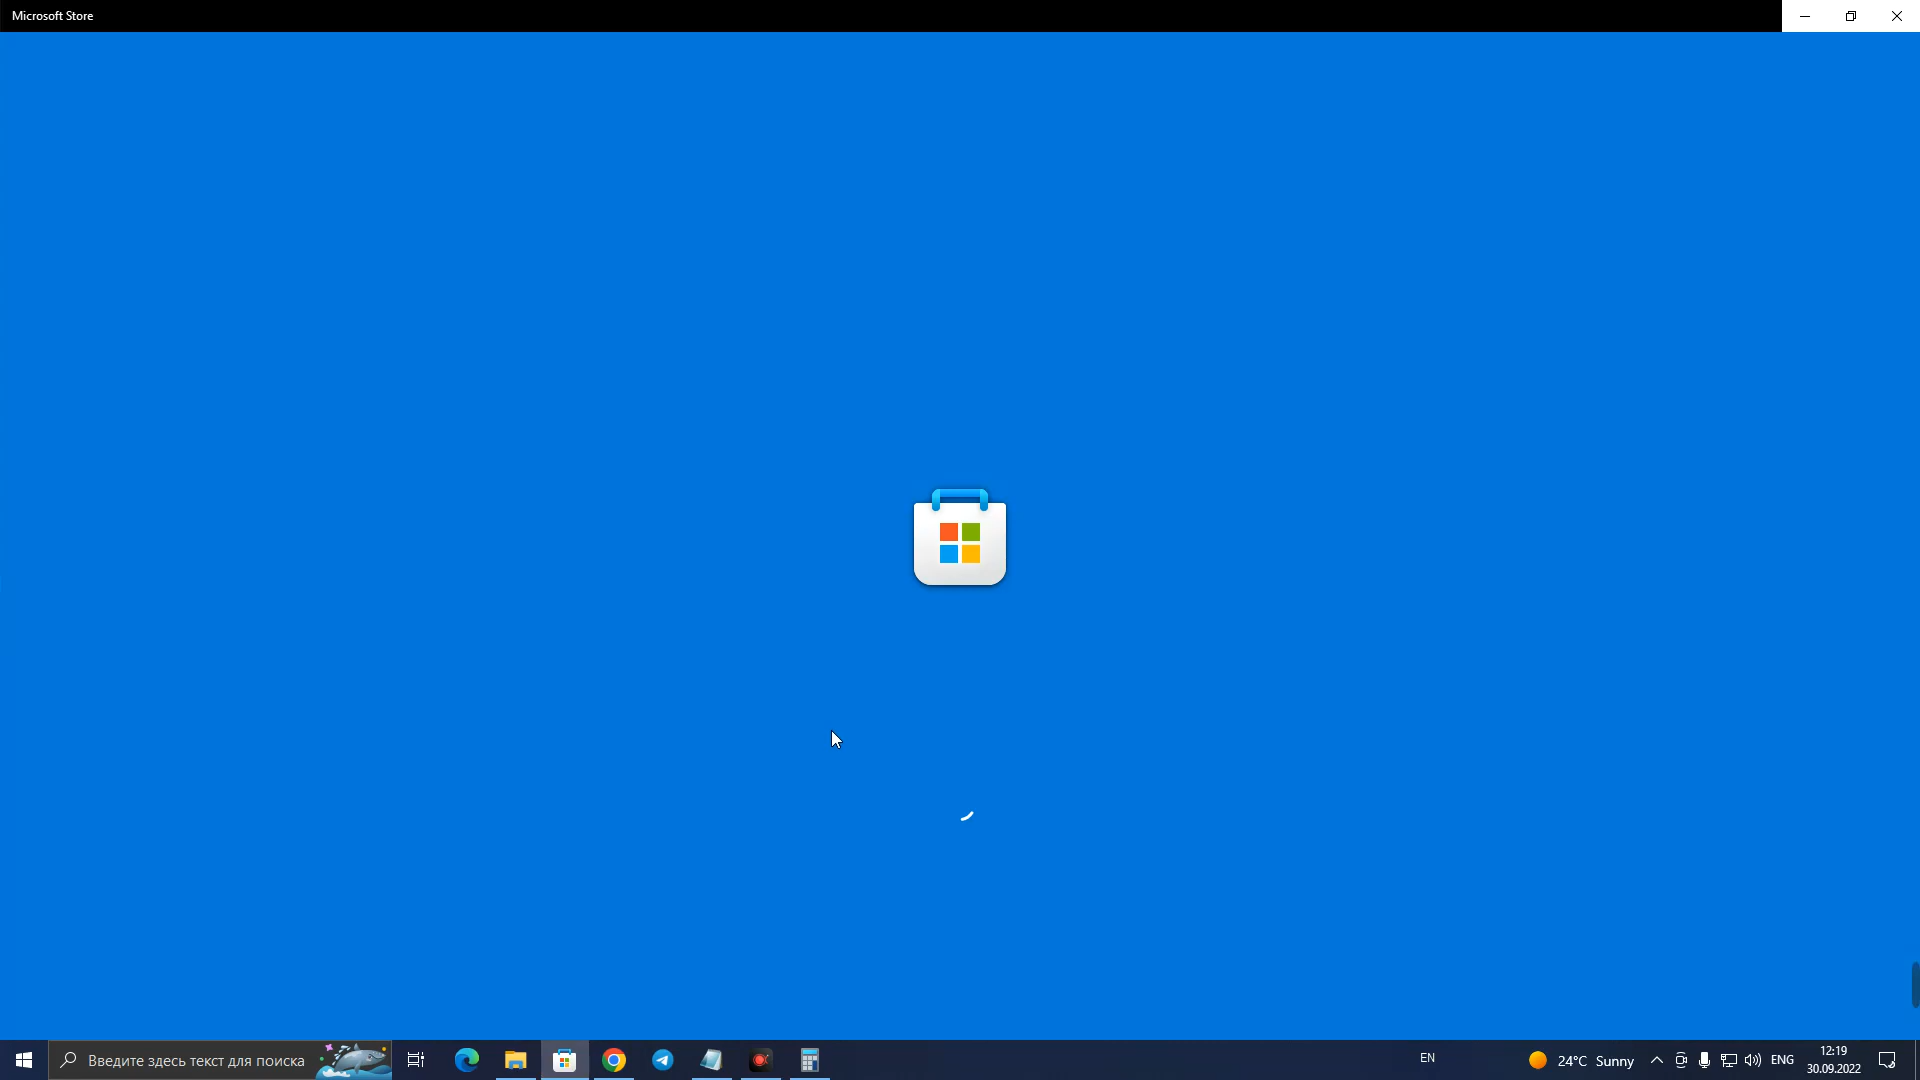 Microsoft Store
Введите здесь текст для поиска
EN
24°C Sunny
ENG
12:19
30.09.2022